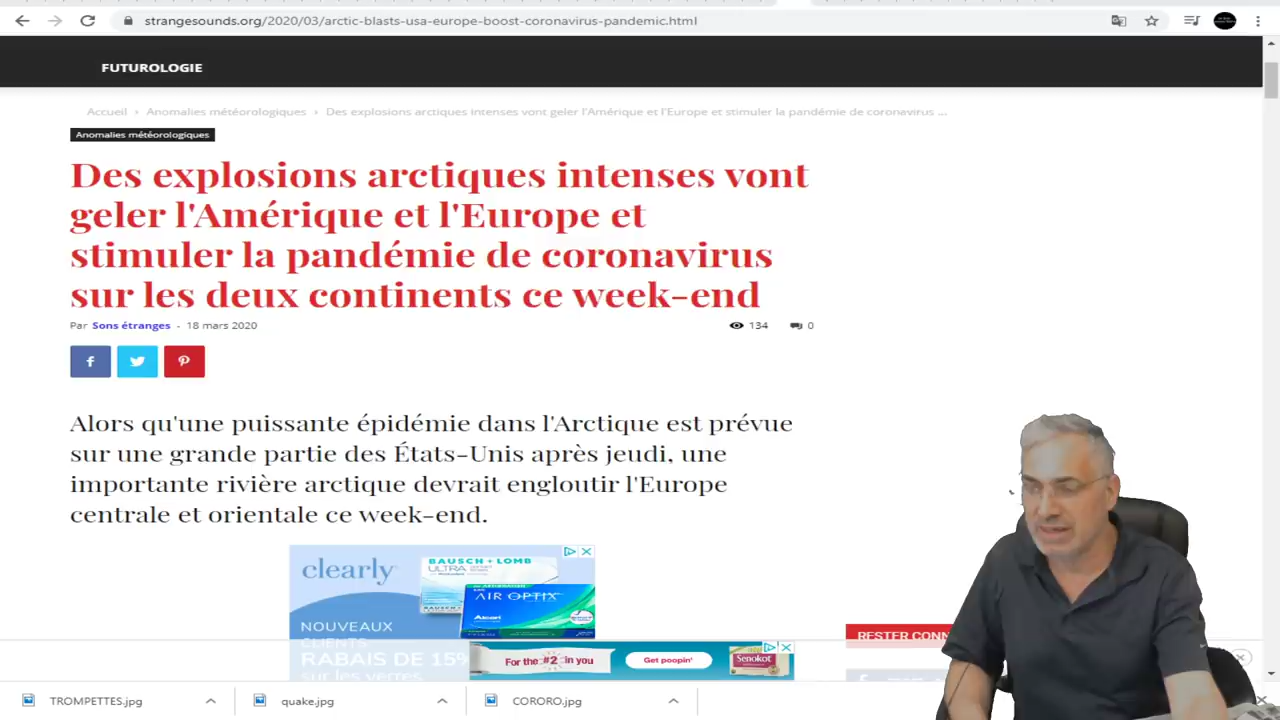 strangesounds.org/2020/03/arctic-blasts-usa-europe-boost-coronavirus-pandemic.html
FUTUROLOGIE
Accueil › Anomalies météorologiques › Des explosions arctiques intenses vont geler l'Amérique et l'Europe et stimuler la pandémie de coronavirus ...
Anomalies météorologiques
Des explosions arctiques intenses vont
geler l'Amérique et l'Europe et
stimuler la pandémie de coronavirus
sur les deux continents ce week-end
Par Sons étranges - 18 mars 2020
134
0
Alors qu'une puissante épidémie dans l'Arctique est prévue
sur une grande partie des États-Unis après jeudi, une
importante rivière arctique devrait engloutir l'Europe
centrale et orientale ce week-end.
clearly
BAUSCH + LOMB
ULTRA
AIR OPTIX
Alcon
NOUVEAUX
CLIENTS
RABAIS DE 15%
sur les verres
For the #2 in you
Get poopin'
Senokot
RESTER CONN
TROMPETTES.jpg
quake.jpg
CORORO.jpg